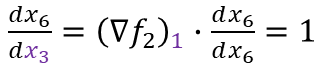 dx₆/dx₃ = (∇f₂)₁ · dx₆/dx₆ = 1